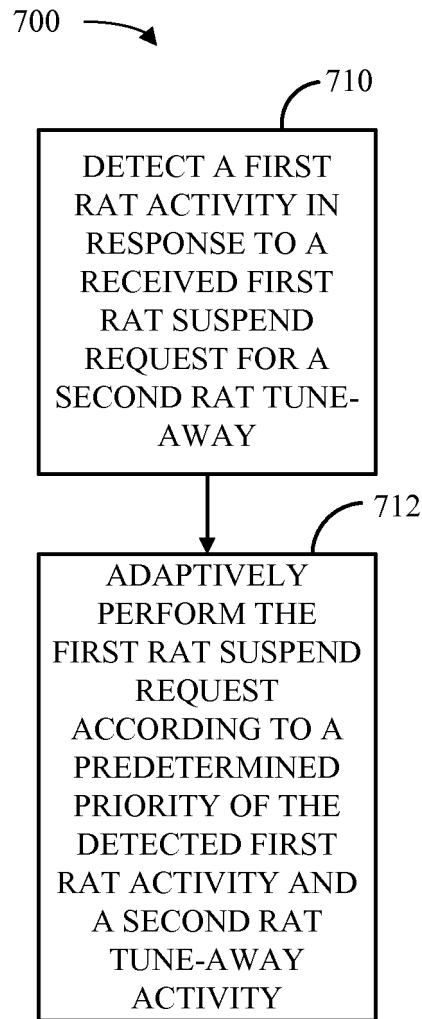 700
710
DETECT A FIRST
RAT ACTIVITY IN
RESPONSE TO A
RECEIVED FIRST
RAT SUSPEND
REQUEST FOR A
SECOND RAT TUNE-
AWAY
712
ADAPTIVELY
PERFORM THE
FIRST RAT SUSPEND
REQUEST
ACCORDING TO A
PREDETERMINED
PRIORITY OF THE
DETECTED FIRST
RAT ACTIVITY AND
A SECOND RAT
TUNE-AWAY
ACTIVITY